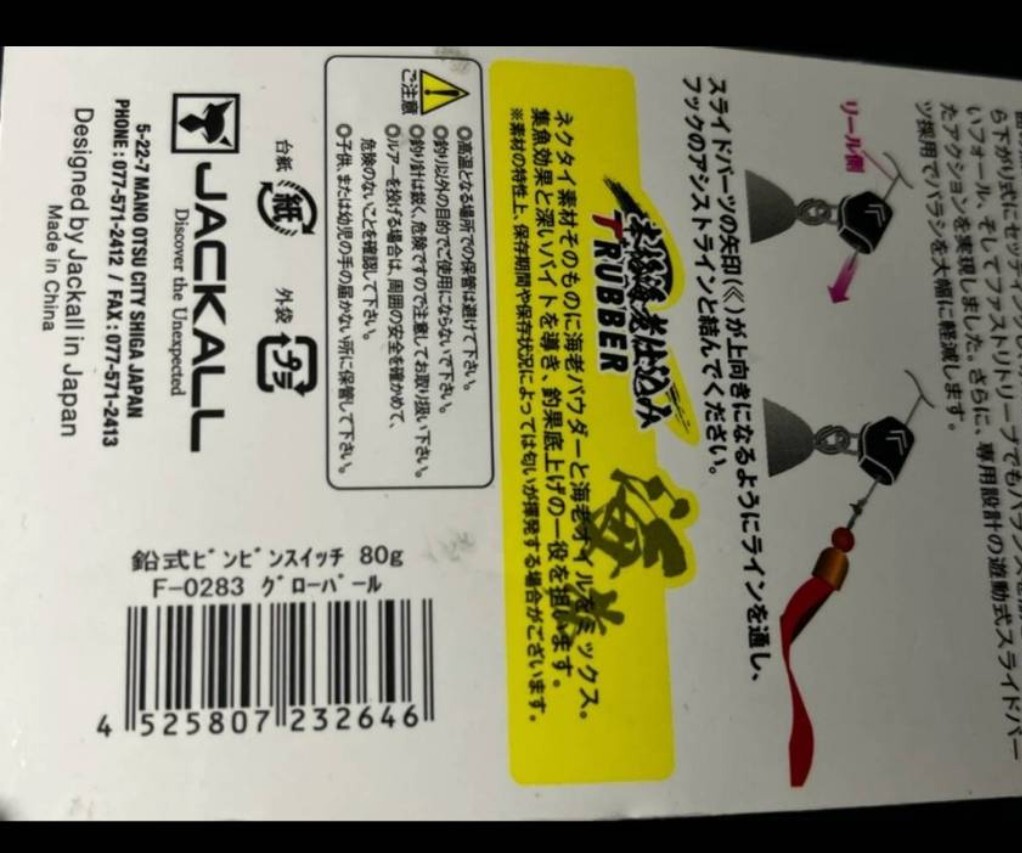 ら下がり式にセッティング
いフォール、そしてファストリトリーブでもバランスを
たアクションを実現しました。さらに、専用設計の遊動式スライドパー
ツ採用でバラシを大幅に軽減します。
リール側
スライドパーツの矢印(《)が上向きになるようにラインを通し、
フックのアシストラインと結んでください。
本格海老仕込み
T RUBBER
ネクタイ素材そのものに海老パウダーと海老オイルをミックス。
集魚効果と深いバイトを導き、釣果底上げの一役を担います。
※素材の特性上、保存期間や保存状況によっては匂いが揮発する場合がございます。
ご注意
○高温となる場所での保管は避けて下さい。
○釣り以外の目的でご使用にならないで下さい。
○釣り針は鋭く危険ですので注意してお取り扱い下さい。
○ルアーを投げる場合は、周囲の安全を確かめて、
危険のないことを確認して下さい。
○子供、または幼児の手の届かない所に保管して下さい。
台紙
紙
外袋
プラ
JACKALL
Discover the Unexpected
5-22-7 MANO OTSU CITY SHIGA JAPAN
PHONE : 077-571-2412 / FAX : 077-571-2413
Designed by Jackall in Japan
Made in China
鉛式ビンビンスイッチ 80g
F-0283 グローバール
4 525807 232646